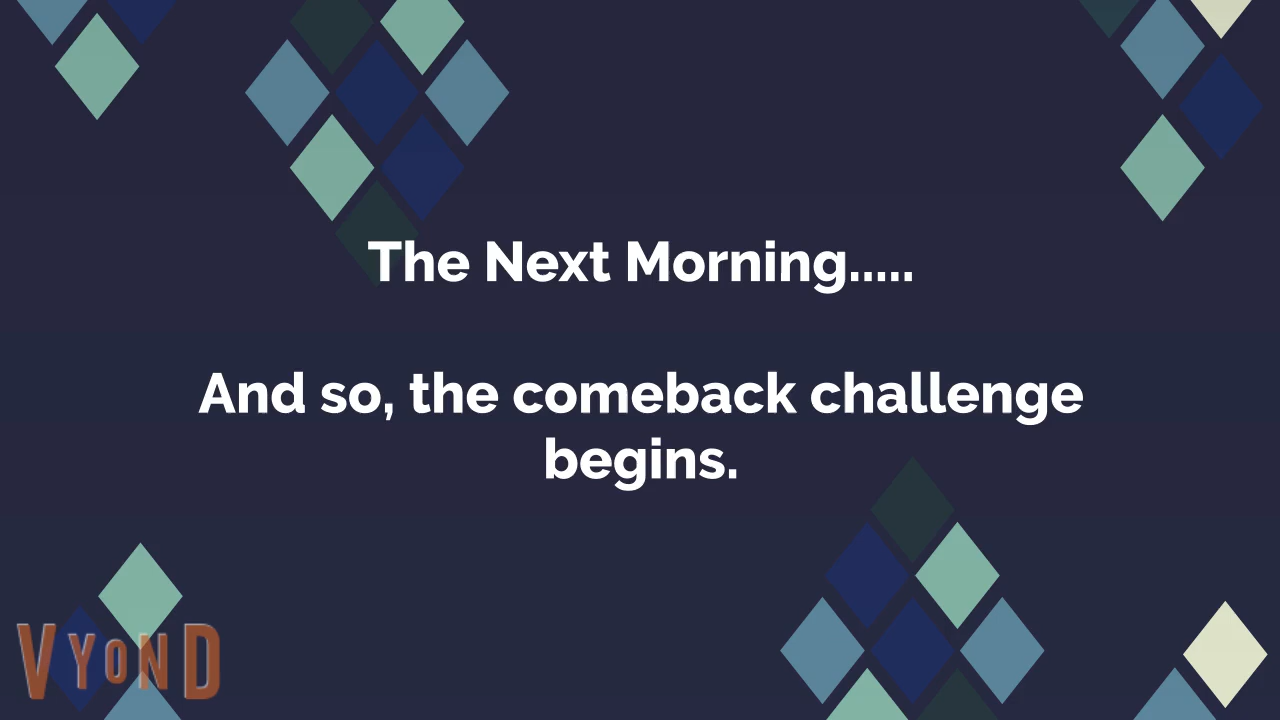 The Next Morning.....
And so, the comeback challenge
begins.
VYOND